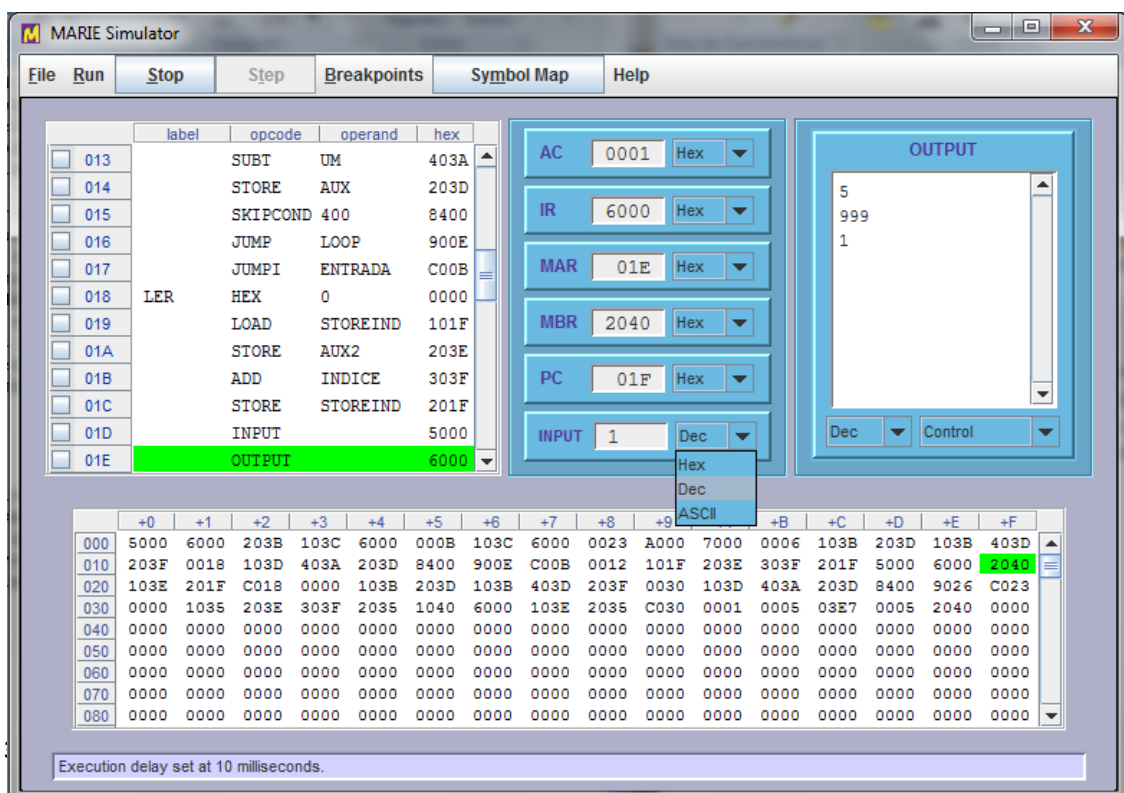 MARIE Simulator
File Run Stop Step Breakpoints Symbol Map Help
label opcode operand hex
013 SUBT UM 403A
014 STORE AUX 203D
015 SKIPCOND 400 8400
016 JUMP LOOP 900E
017 JUMPI ENTRADA C00B
018 LER HEX 0 0000
019 LOAD STOREIND 101F
01A STORE AUX2 203E
01B ADD INDICE 303F
01C STORE STOREIND 201F
01D INPUT 5000
01E OUTPUT 6000
AC 0001 Hex
IR 6000 Hex
MAR 01E Hex
MBR 2040 Hex
PC 01F Hex
INPUT 1 Dec
Hex
Dec
ASCII
OUTPUT
5
999
1
Dec Control
+0 +1 +2 +3 +4 +5 +6 +7 +8 +9 +B +C +D +E +F
000 5000 6000 203B 103C 6000 000B 103C 6000 0023 A000 7000 0006 103B 203D 103B 403D
010 203F 0018 103D 403A 203D 8400 900E C00B 0012 101F 203E 303F 201F 5000 6000 2040
020 103E 201F C018 0000 103B 203D 103B 403D 203F 0030 103D 403A 203D 8400 9026 C023
030 0000 1035 203E 303F 2035 1040 6000 103E 2035 C030 0001 0005 03E7 0005 2040 0000
040 0000 0000 0000 0000 0000 0000 0000 0000 0000 0000 0000 0000 0000 0000 0000 0000
050 0000 0000 0000 0000 0000 0000 0000 0000 0000 0000 0000 0000 0000 0000 0000 0000
060 0000 0000 0000 0000 0000 0000 0000 0000 0000 0000 0000 0000 0000 0000 0000 0000
070 0000 0000 0000 0000 0000 0000 0000 0000 0000 0000 0000 0000 0000 0000 0000 0000
080 0000 0000 0000 0000 0000 0000 0000 0000 0000 0000 0000 0000 0000 0000 0000 0000
Execution delay set at 10 milliseconds.